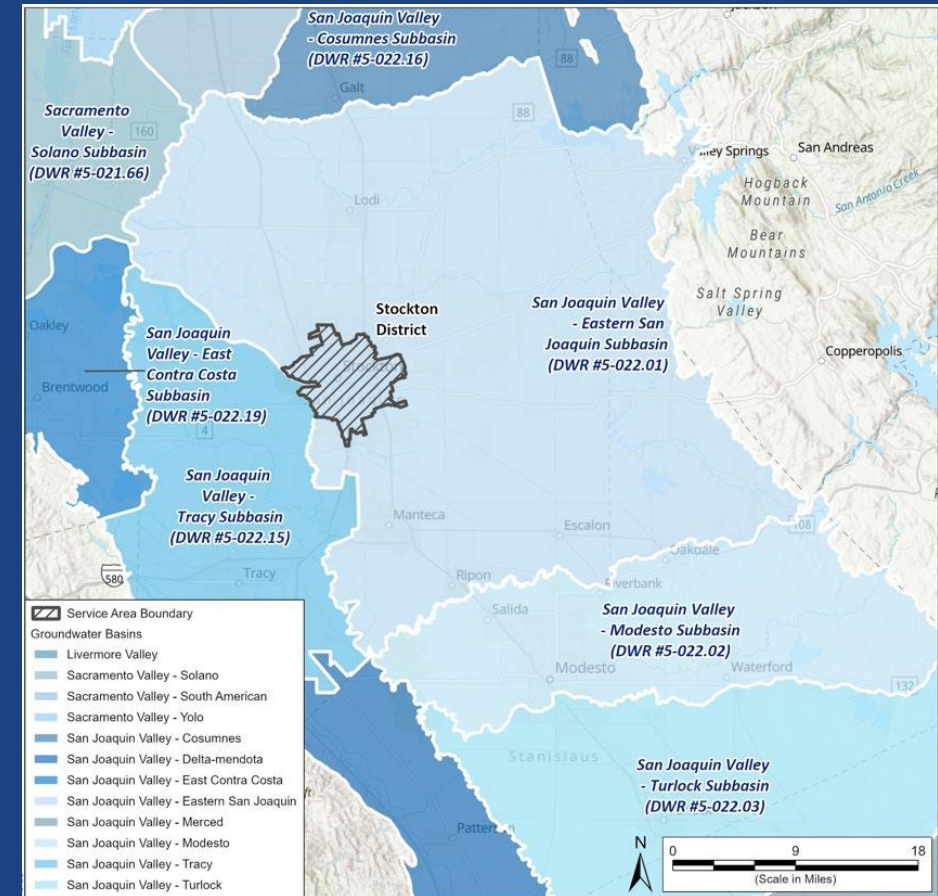 San Joaquin Valley
- Cosumnes Subbasin
(DWR #5-022.16)
Jackson
Galt
88
88
Sacramento
Valley -
Solano Subbasin
(DWR #5-021.66)
160
Valley Springs
San Andreas
Hogback
Mountain
San Antonio Creek
Bear
Mountains
Lodi
Salt Spring
Valley
Stockton
District
San Joaquin Valley
- Eastern San
Joaquin Subbasin
(DWR #5-022.01)
Oakley
San Joaquin
Valley - East
Contra Costa
Subbasin
(DWR #5-022.19)
Stockton
Copperopolis
Brentwood
4
San Joaquin
Valley -
Tracy Subbasin
(DWR #5-022.15)
Manteca
Escalon
108
Oakdale
580
Tracy
Ripon
Riverbank
Salida
San Joaquin Valley
- Modesto Subbasin
(DWR #5-022.02)
Modesto
Waterford
132
Stanislaus
San Joaquin Valley
- Turlock Subbasin
(DWR #5-022.03)
Patterson
Service Area Boundary
Groundwater Basins
Livermore Valley
Sacramento Valley - Solano
Sacramento Valley - South American
Sacramento Valley - Yolo
San Joaquin Valley - Cosumnes
San Joaquin Valley - Delta-mendota
San Joaquin Valley - East Contra Costa
San Joaquin Valley - Eastern San Joaquin
San Joaquin Valley - Merced
San Joaquin Valley - Modesto
San Joaquin Valley - Tracy
San Joaquin Valley - Turlock
N
0 9 18
(Scale in Miles)